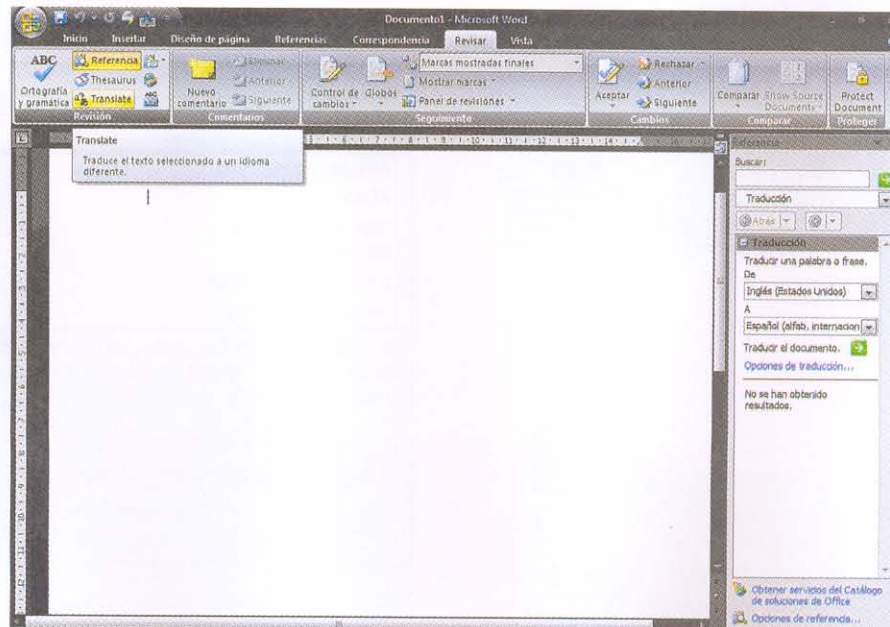 Documento1 - Microsoft Word
Inicio Insertar Diseño de página Referencias Correspondencia Revisar Vista
ABC
Ortografía y gramática
Referencia
Thesaurus
Translate
Revisión
Nuevo comentario
Eliminar
Anterior
Siguiente
Comentarios
Control de cambios
Globos
Marcas mostradas finales
Mostrar marcas
Panel de revisiones
Seguimiento
Aceptar
Rechazar
Anterior
Siguiente
Cambios
Comparar
Show Source Documents
Comparar
Protect Document
Proteger
Translate
Traduce el texto seleccionado a un idioma
diferente.
Referencia
Buscar:
Traducción
Atrás
Traducción
Traducir una palabra o frase.
De
Inglés (Estados Unidos)
A
Español (alfab. internacion
Traducir el documento.
Opciones de traducción...
No se han obtenido
resultados.
Obtener servicios del Catálogo
de soluciones de Office
Opciones de referencia...